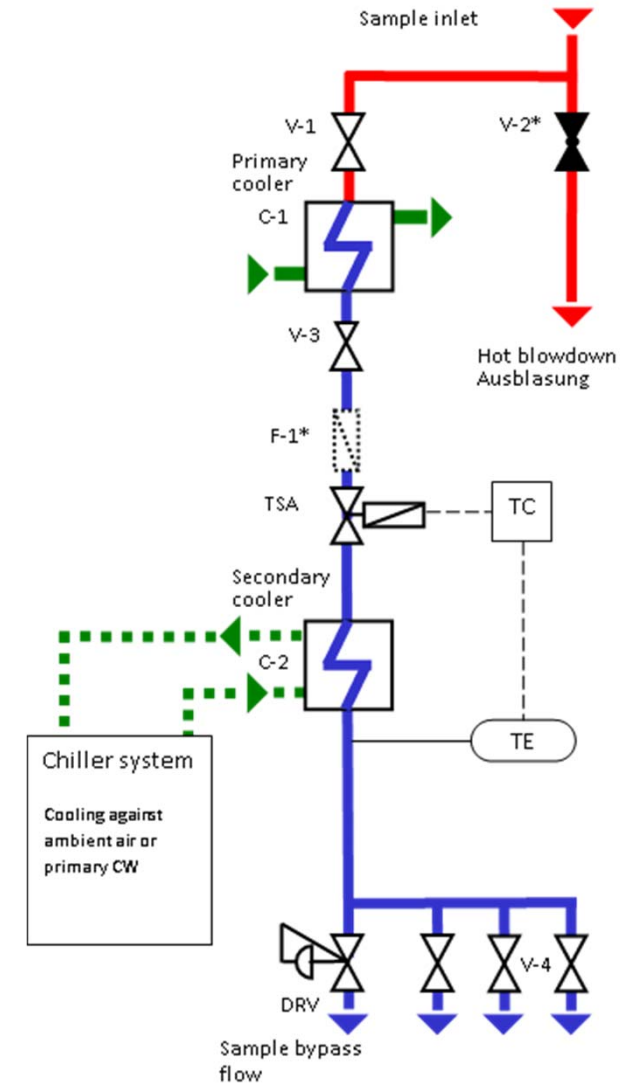 Sample inlet
V-1
V-2*
Primary
cooler
C-1
V-3
Hot blowdown
Ausblasung
F-1*
TSA
TC
Secondary
cooler
C-2
TE
Chiller system
Cooling against
ambient air or
primary CW
V-4
DRV
Sample bypass
flow